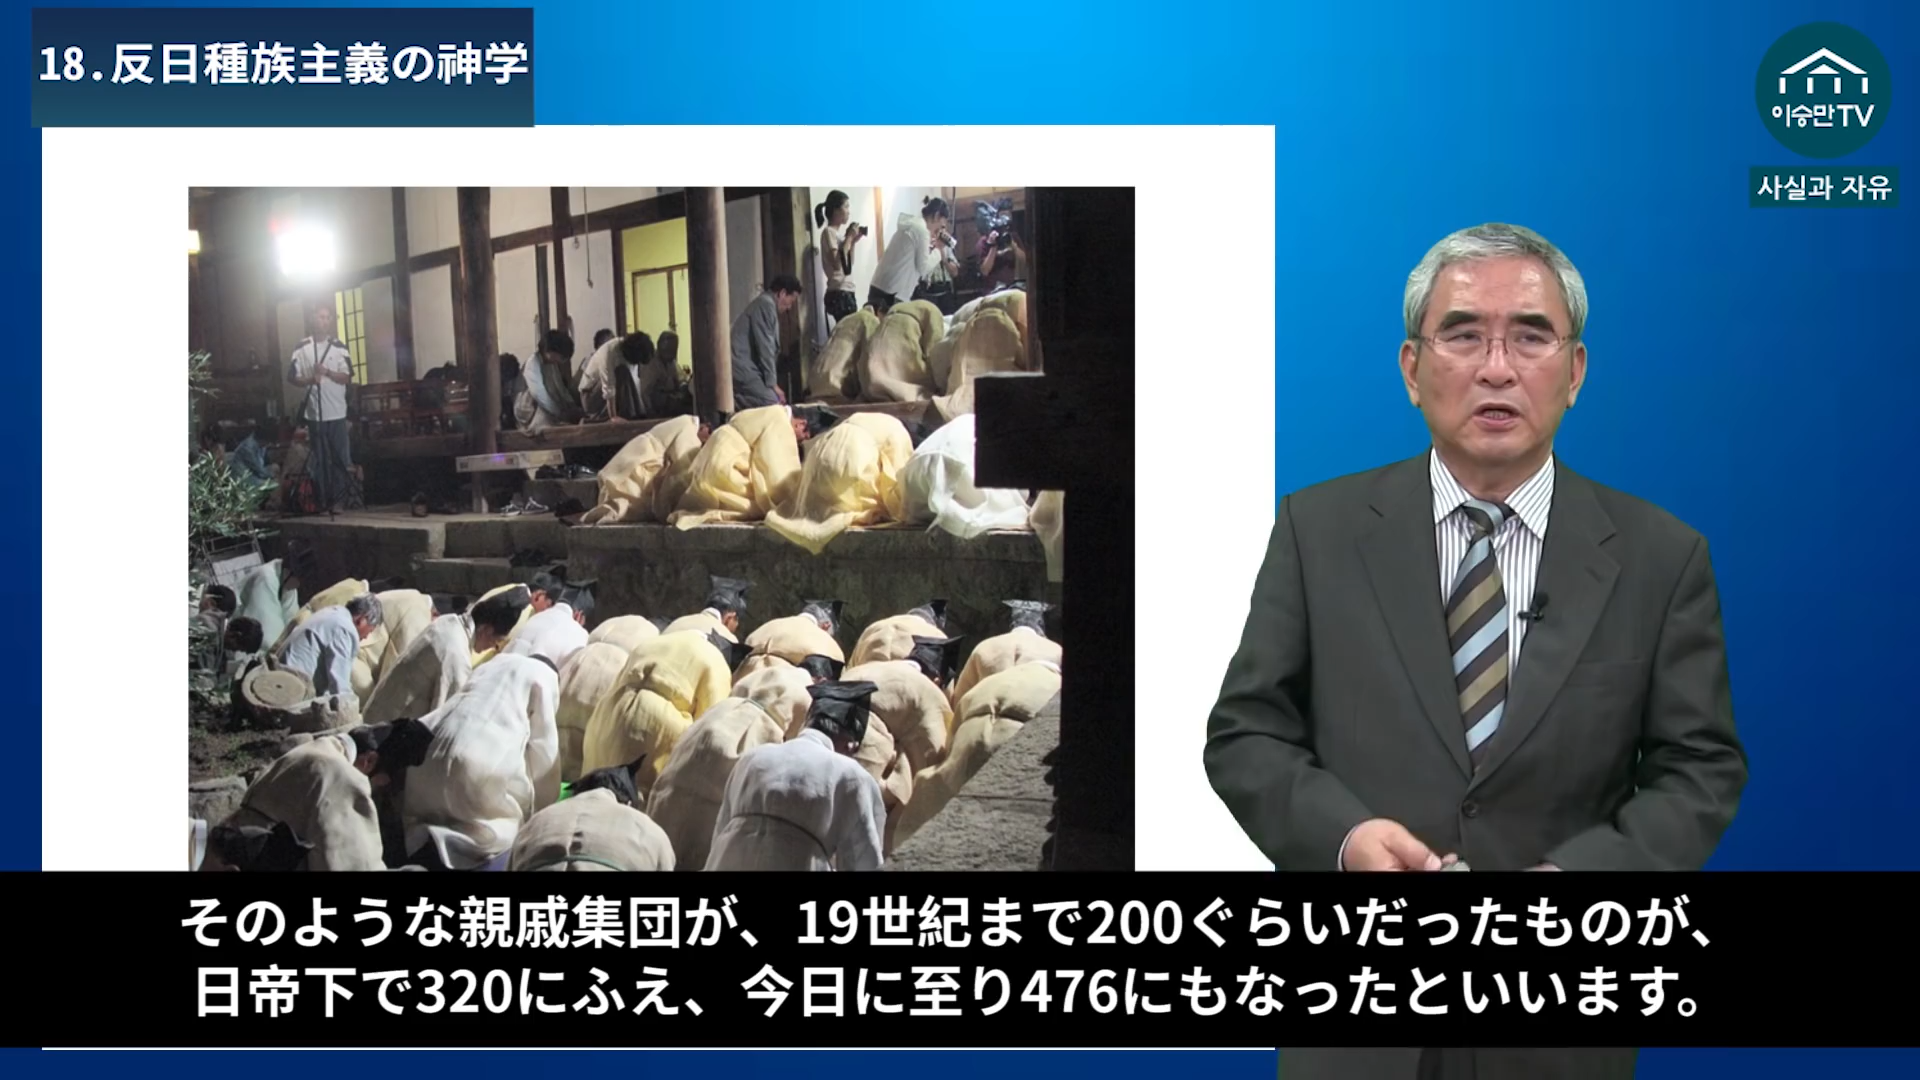 18.反日種族主義の神学
이승만TV
사실과 자유
そのような親戚集団が、19世紀まで200ぐらいだったものが、
日帝下で320にふえ、今日に至り476にもなったといいます。